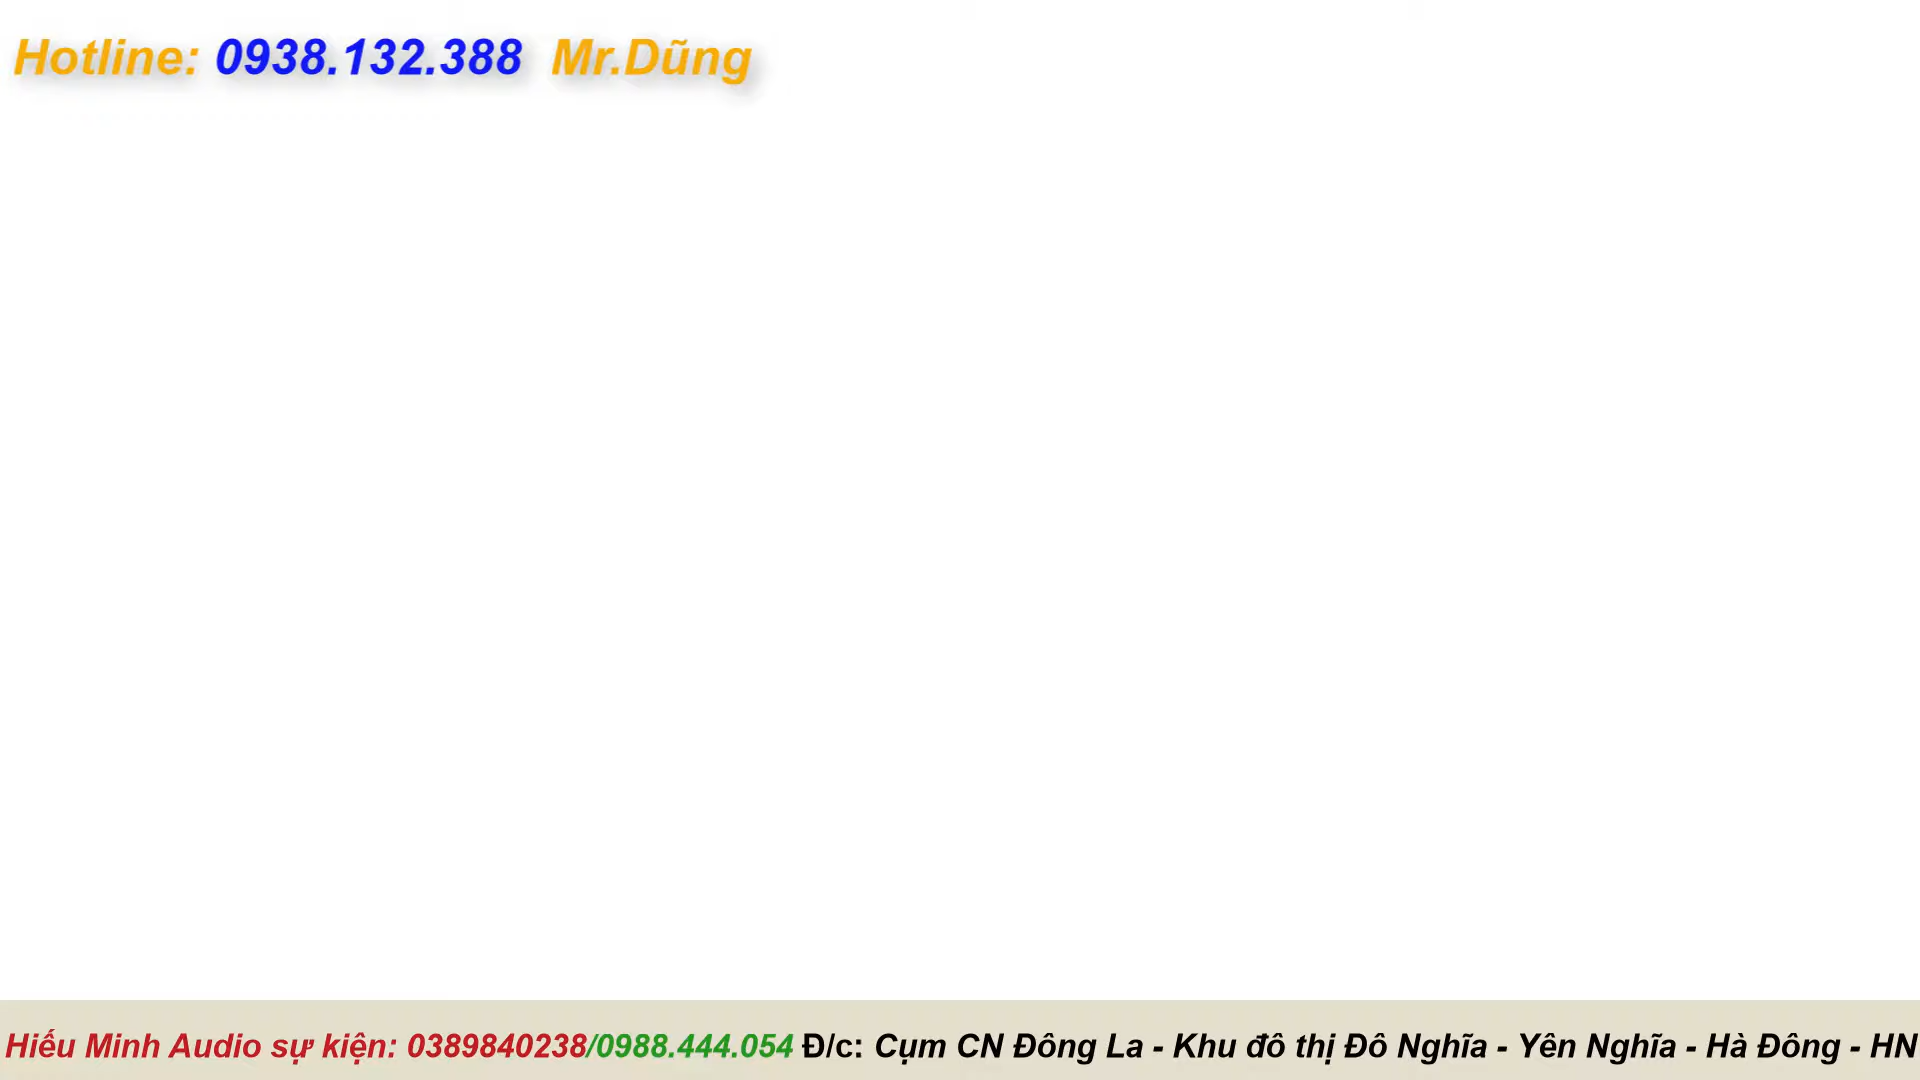 Hotline: 0938.132.388 Mr.Dũng
Hiếu Minh Audio sự kiện: 0389840238/0988.444.054 Đ/c: Cụm CN Đông La - Khu đô thị Đô Nghĩa - Yên Nghĩa - Hà Đông - HN